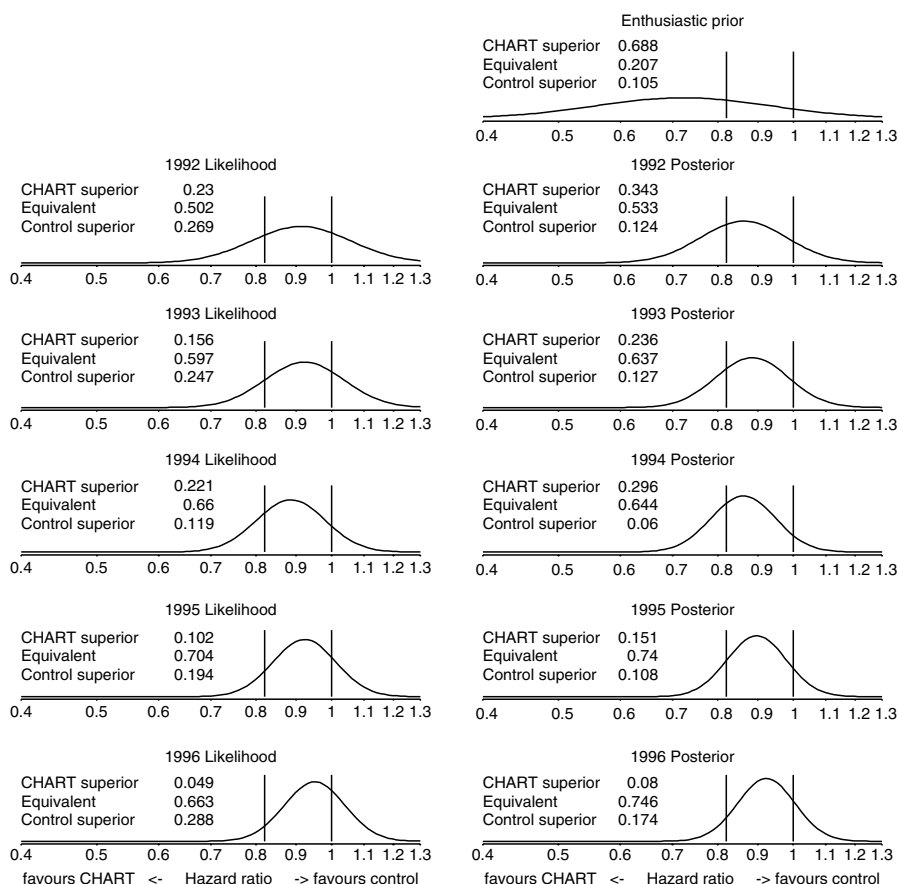 Enthusiastic prior
CHART superior 0.688
Equivalent 0.207
Control superior 0.105
0.4 0.5 0.6 0.7 0.8 0.9 1 1.1 1.2 1.3
1992 Likelihood
CHART superior 0.23
Equivalent 0.502
Control superior 0.269
0.4 0.5 0.6 0.7 0.8 0.9 1 1.1 1.2 1.3
1992 Posterior
CHART superior 0.343
Equivalent 0.533
Control superior 0.124
0.4 0.5 0.6 0.7 0.8 0.9 1 1.1 1.2 1.3
1993 Likelihood
CHART superior 0.156
Equivalent 0.597
Control superior 0.247
0.4 0.5 0.6 0.7 0.8 0.9 1 1.1 1.2 1.3
1993 Posterior
CHART superior 0.236
Equivalent 0.637
Control superior 0.127
0.4 0.5 0.6 0.7 0.8 0.9 1 1.1 1.2 1.3
1994 Likelihood
CHART superior 0.221
Equivalent 0.66
Control superior 0.119
0.4 0.5 0.6 0.7 0.8 0.9 1 1.1 1.2 1.3
1994 Posterior
CHART superior 0.296
Equivalent 0.644
Control superior 0.06
0.4 0.5 0.6 0.7 0.8 0.9 1 1.1 1.2 1.3
1995 Likelihood
CHART superior 0.102
Equivalent 0.704
Control superior 0.194
0.4 0.5 0.6 0.7 0.8 0.9 1 1.1 1.2 1.3
1995 Posterior
CHART superior 0.151
Equivalent 0.74
Control superior 0.108
0.4 0.5 0.6 0.7 0.8 0.9 1 1.1 1.2 1.3
1996 Likelihood
CHART superior 0.049
Equivalent 0.663
Control superior 0.288
0.4 0.5 0.6 0.7 0.8 0.9 1 1.1 1.2 1.3
favours CHART <- Hazard ratio -> favours control
1996 Posterior
CHART superior 0.08
Equivalent 0.746
Control superior 0.174
0.4 0.5 0.6 0.7 0.8 0.9 1 1.1 1.2 1.3
favours CHART <- Hazard ratio -> favours control